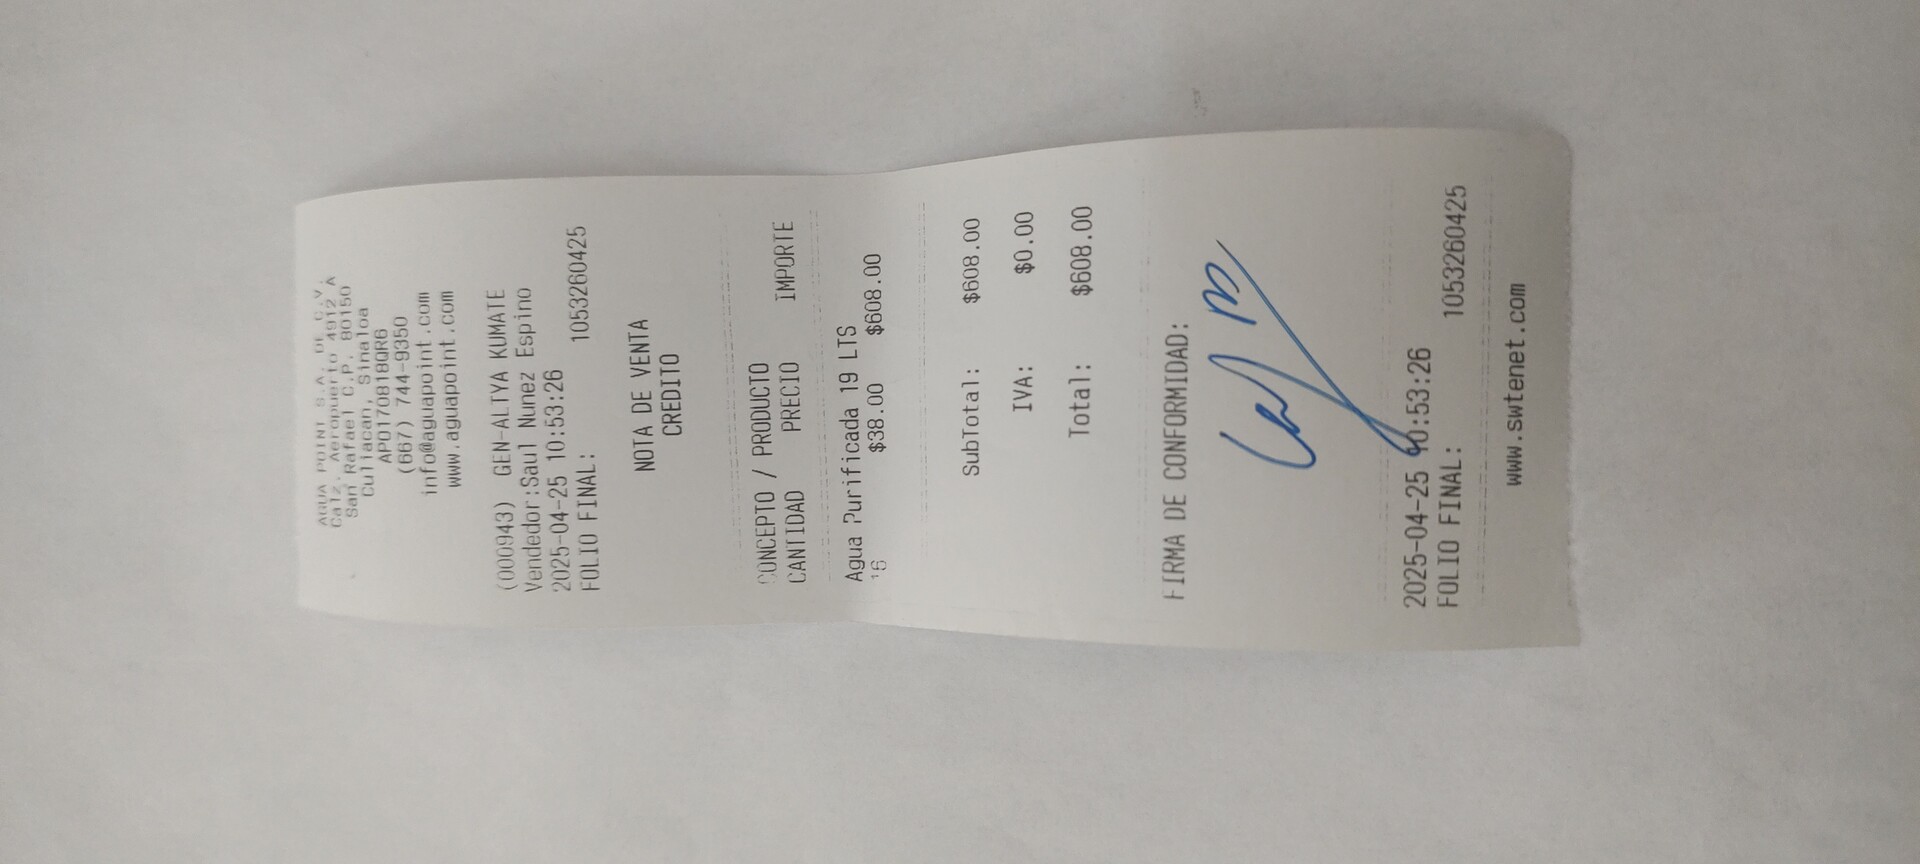 AGUA POINT S.A. DE C.V.
Calz. Aeropuerto 4912 A
San Rafael C.P. 80150
Culiacan, Sinaloa
APO170818QR6
(667) 744-9350
info@aguapoint.com
www.aguapoint.com
(000943) GEN-ALTYA KUMATE
Vendedor:Saul Nunez Espino
2025-04-25 10:53:26
FOLIO FINAL: 1053260425
NOTA DE VENTA
CREDITO
CONCEPTO / PRODUCTO
CANTIDAD PRECIO IMPORTE
Agua Purificada 19 LTS
16 $38.00 $608.00
SubTotal: $608.00
IVA: $0.00
Total: $608.00
FIRMA DE CONFORMIDAD:
2025-04-25 10:53:26
FOLIO FINAL: 1053260425
www.swtenet.com